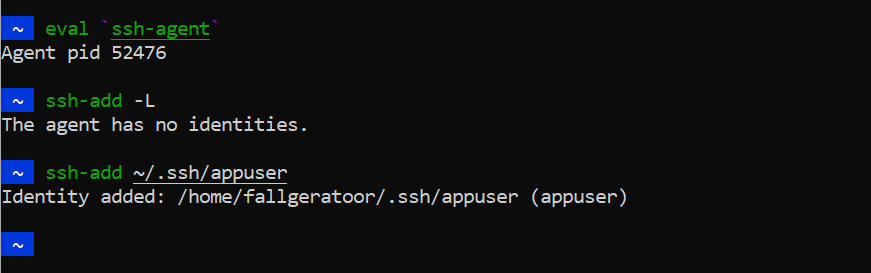 ~ eval `ssh-agent`
Agent pid 52476
~ ssh-add -L
The agent has no identities.
~ ssh-add ~/.ssh/appuser
Identity added: /home/fallgeratoor/.ssh/appuser (appuser)
~